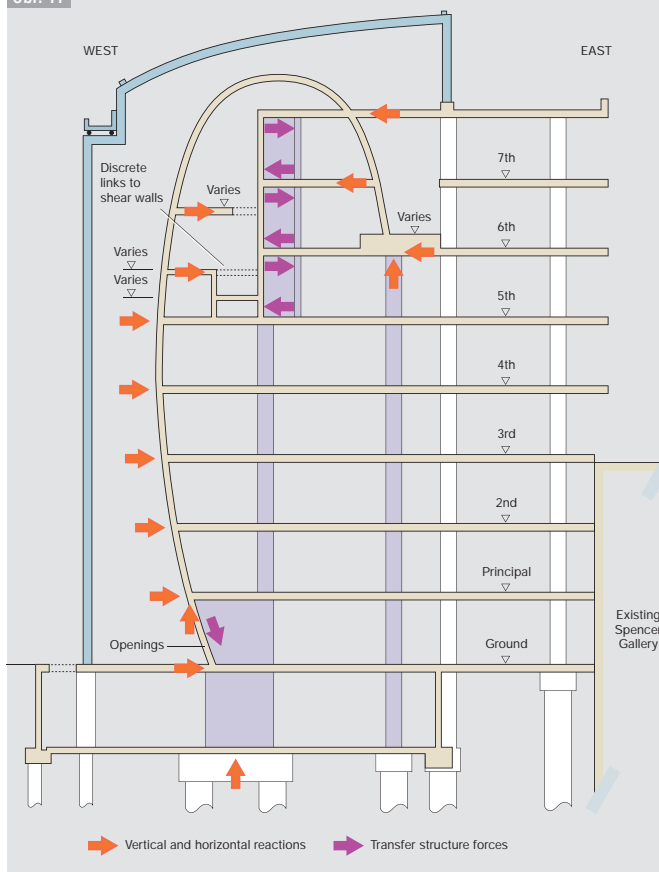 WEST
EAST
7th
Discrete
links to
shear walls
Varies
Varies
6th
Varies
Varies
5th
4th
3rd
2nd
Principal
Existing
Spencer
Gallery
Openings
Ground
Vertical and horizontal reactions
Transfer structure forces